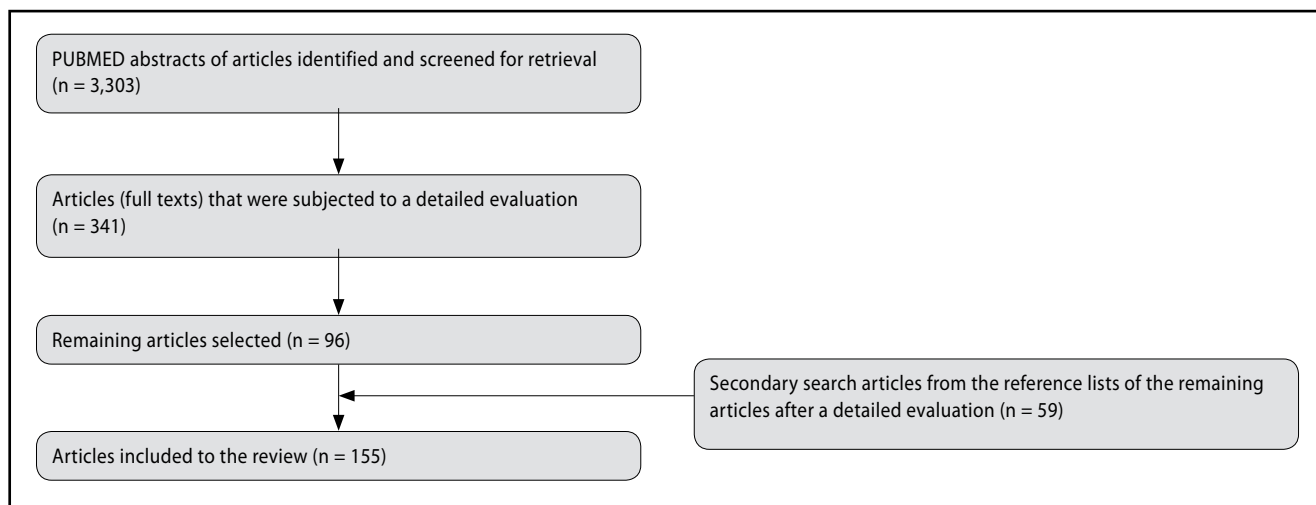 PUBMED abstracts of articles identified and screened for retrieval
(n = 3,303)
Articles (full texts) that were subjected to a detailed evaluation
(n = 341)
Remaining articles selected (n = 96)
Secondary search articles from the reference lists of the remaining
articles after a detailed evaluation (n = 59)
Articles included to the review (n = 155)